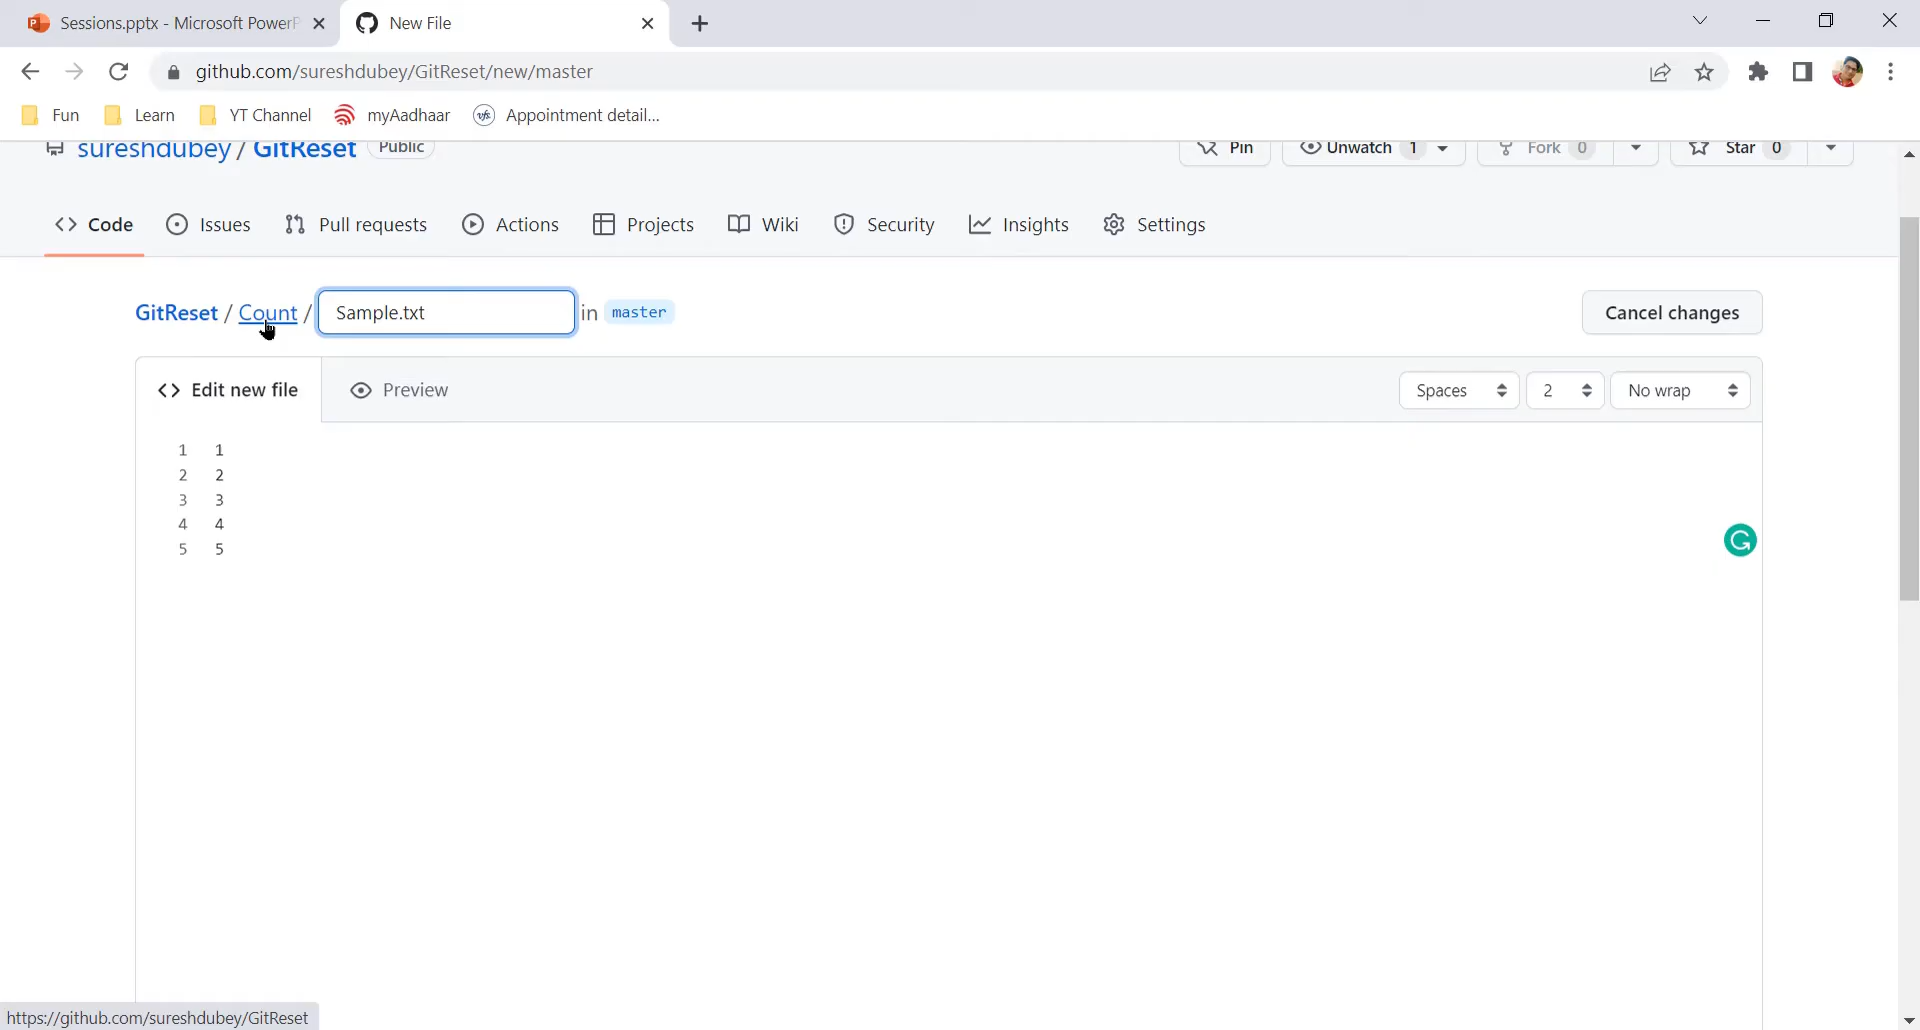 Sessions.pptx - Microsoft PowerP
New File
github.com/sureshdubey/GitReset/new/master
Fun
Learn
YT Channel
myAadhaar
vfs
Appointment detail...
sureshdubey / GitReset
Public
Pin
Unwatch 1
Fork 0
Star 0
<> Code
Issues
Pull requests
Actions
Projects
Wiki
Security
Insights
Settings
GitReset / Count / Sample.txt in master
Cancel changes
<> Edit new file
Preview
Spaces
2
No wrap
1 1
2 2
3 3
4 4
5 5
https://github.com/sureshdubey/GitReset